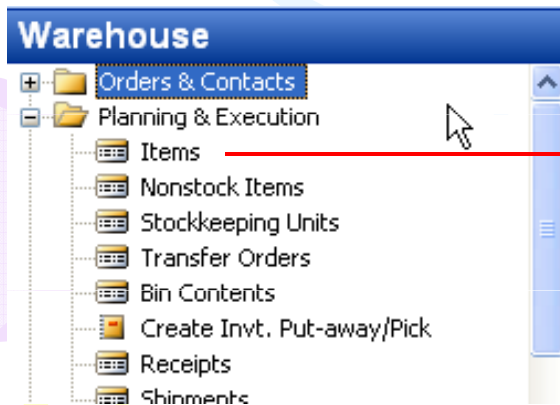 Warehouse
Orders & Contacts
Planning & Execution
Items
Nonstock Items
Stockkeeping Units
Transfer Orders
Bin Contents
Create Invt. Put-away/Pick
Receipts
Shipments